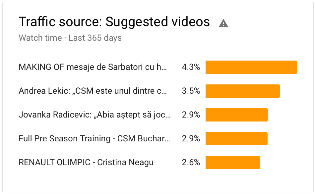 Traffic source: Suggested videos
Watch time · Last 365 days
MAKING OF mesaje de Sarbatori cu h... 4.3%
Andrea Lekic: „CSM este unul dintre c... 3.5%
Jovanka Radicevic: „Abia aștept să joc... 2.9%
Full Pre Season Training - CSM Buchar... 2.9%
RENAULT OLIMPIC - Cristina Neagu 2.6%